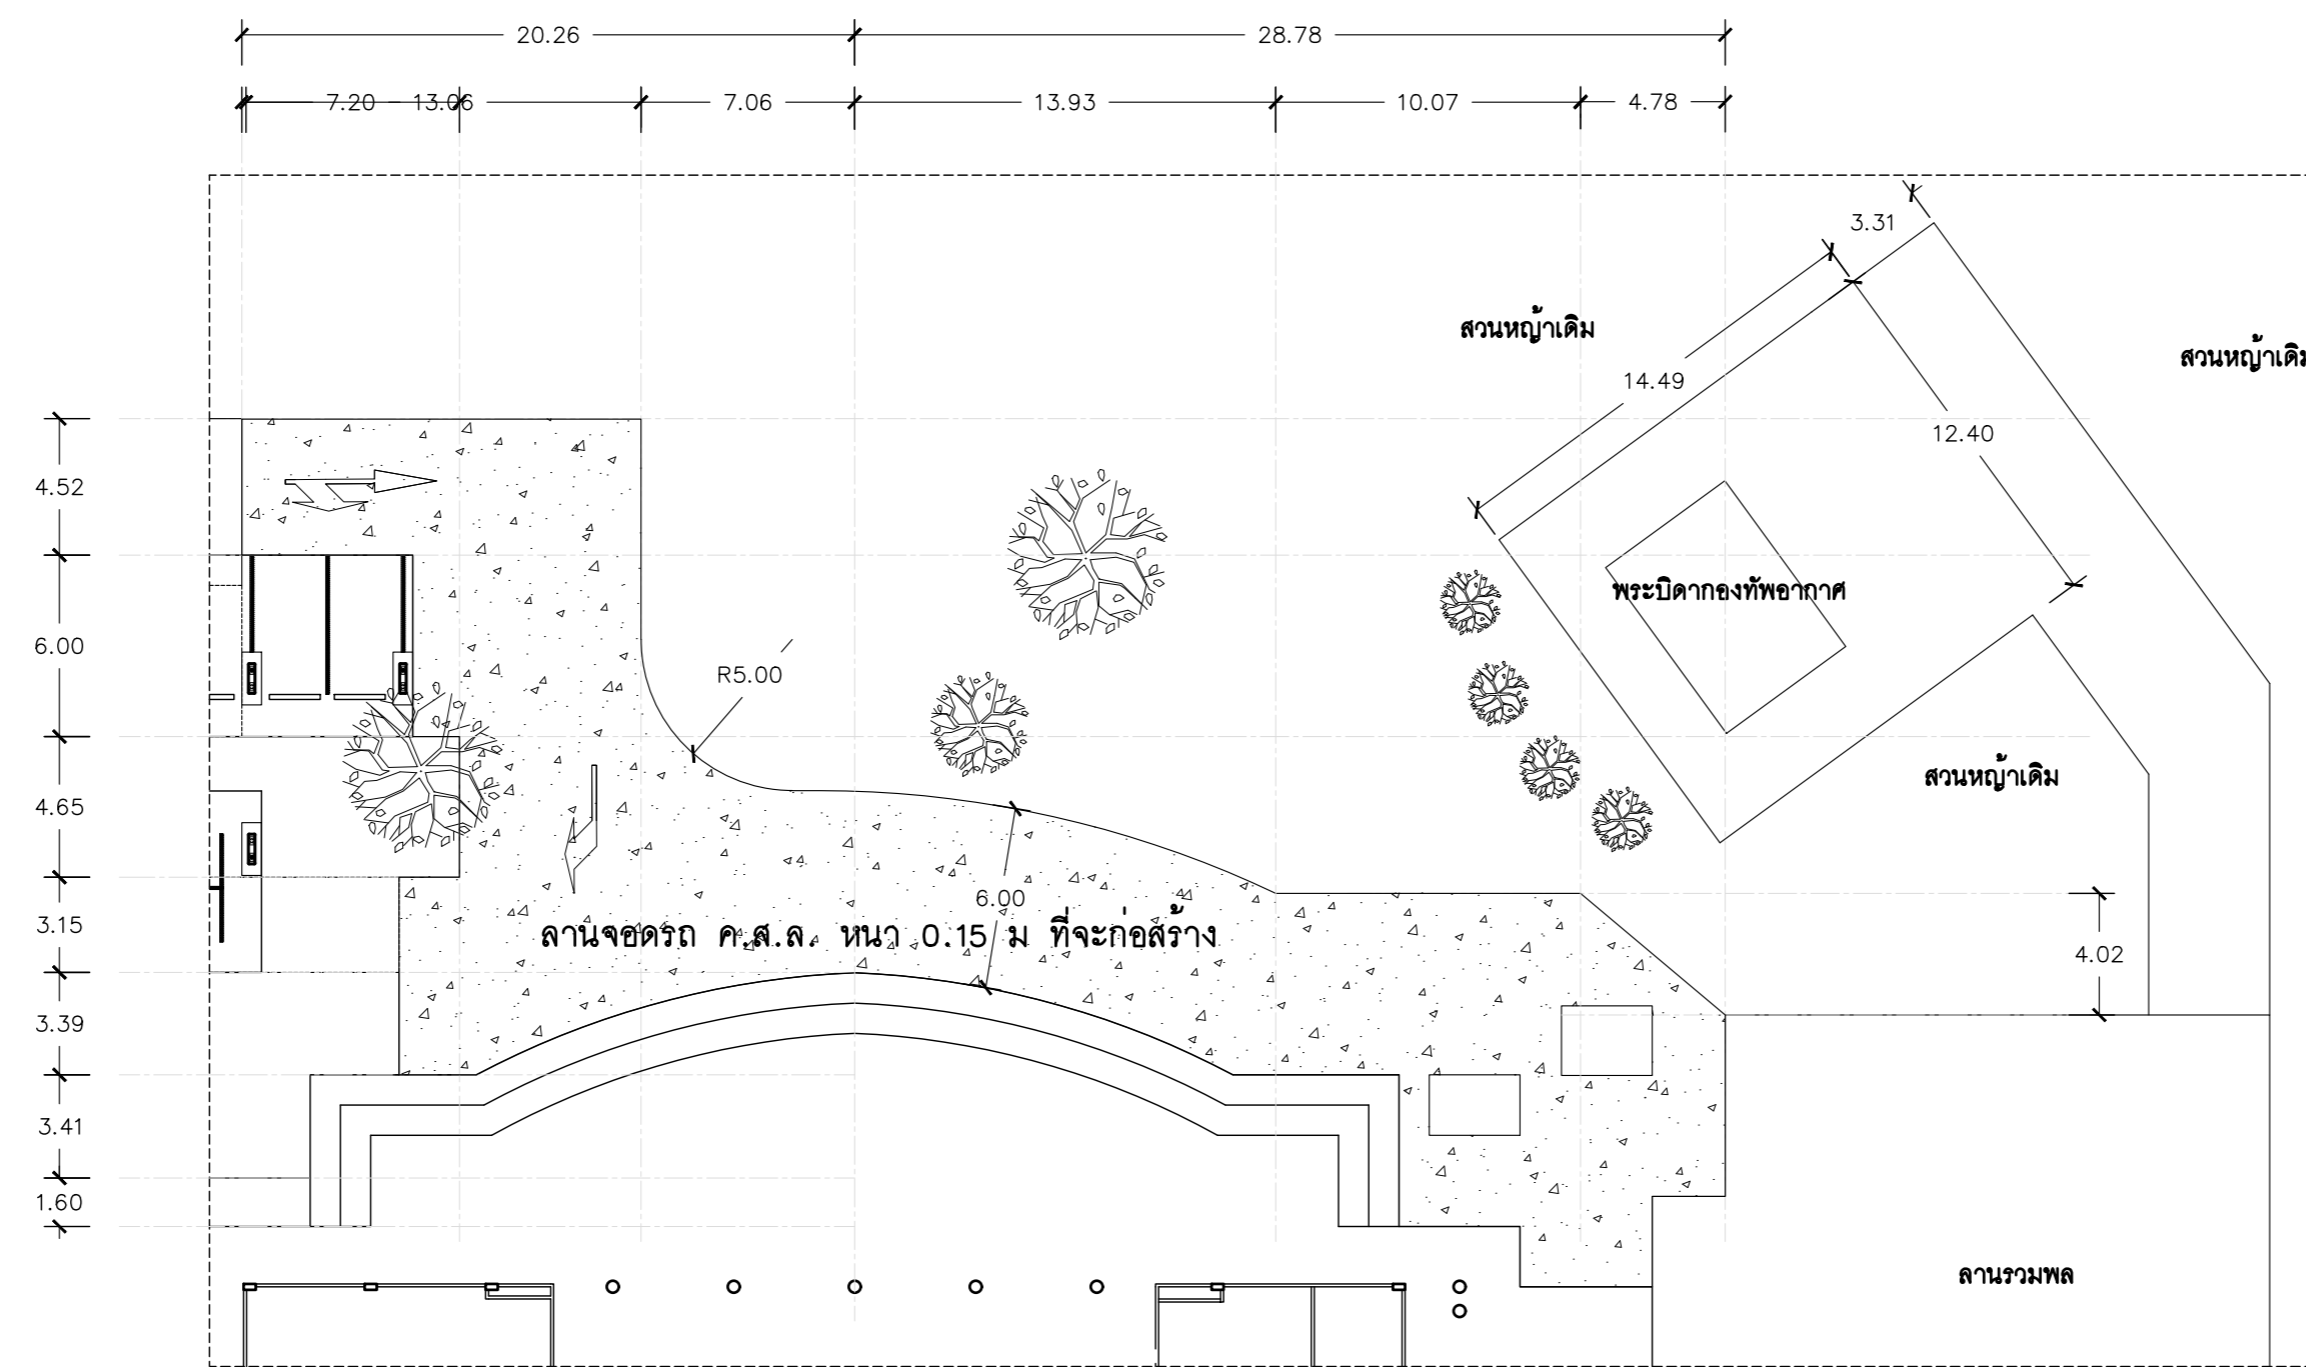 20.26
28.78
7.20
13.06
7.06
13.93
10.07
4.78
3.31
สวนหญ้าเดิม
สวนหญ้าเดิม
14.49
12.40
4.52
พระบิดากองทัพอากาศ
6.00
R5.00
สวนหญ้าเดิม
4.65
6.00
3.15
ลานจอดรถ ค.ส.ล. หนา 0.15 ม ที่จะก่อสร้าง
4.02
3.39
3.41
1.60
ลานรวมพล